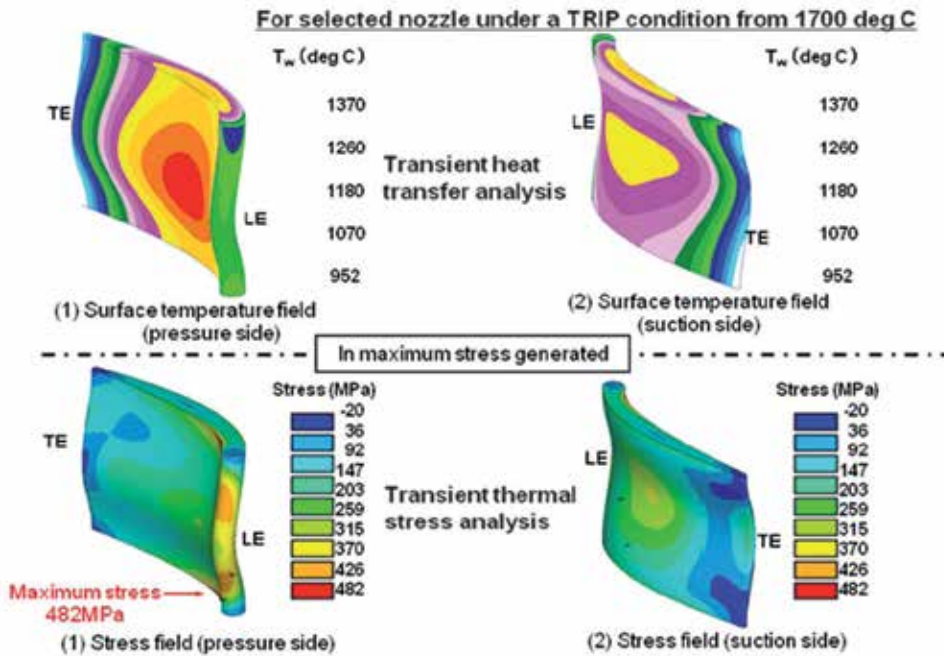 For selected nozzle under a TRIP condition from 1700 deg C
Tw (deg C)
1370
1260
1180
1070
952
TE
LE
Transient heat
transfer analysis
Tw (deg C)
1370
1260
1180
1070
952
LE
TE
(1) Surface temperature field
(pressure side)
(2) Surface temperature field
(suction side)
In maximum stress generated
Stress (MPa)
-20
36
92
147
203
259
315
370
426
482
TE
LE
Maximum stress
482MPa
Transient thermal
stress analysis
Stress (MPa)
-20
36
92
147
203
259
315
370
426
482
LE
TE
(1) Stress field (pressure side)
(2) Stress field (suction side)